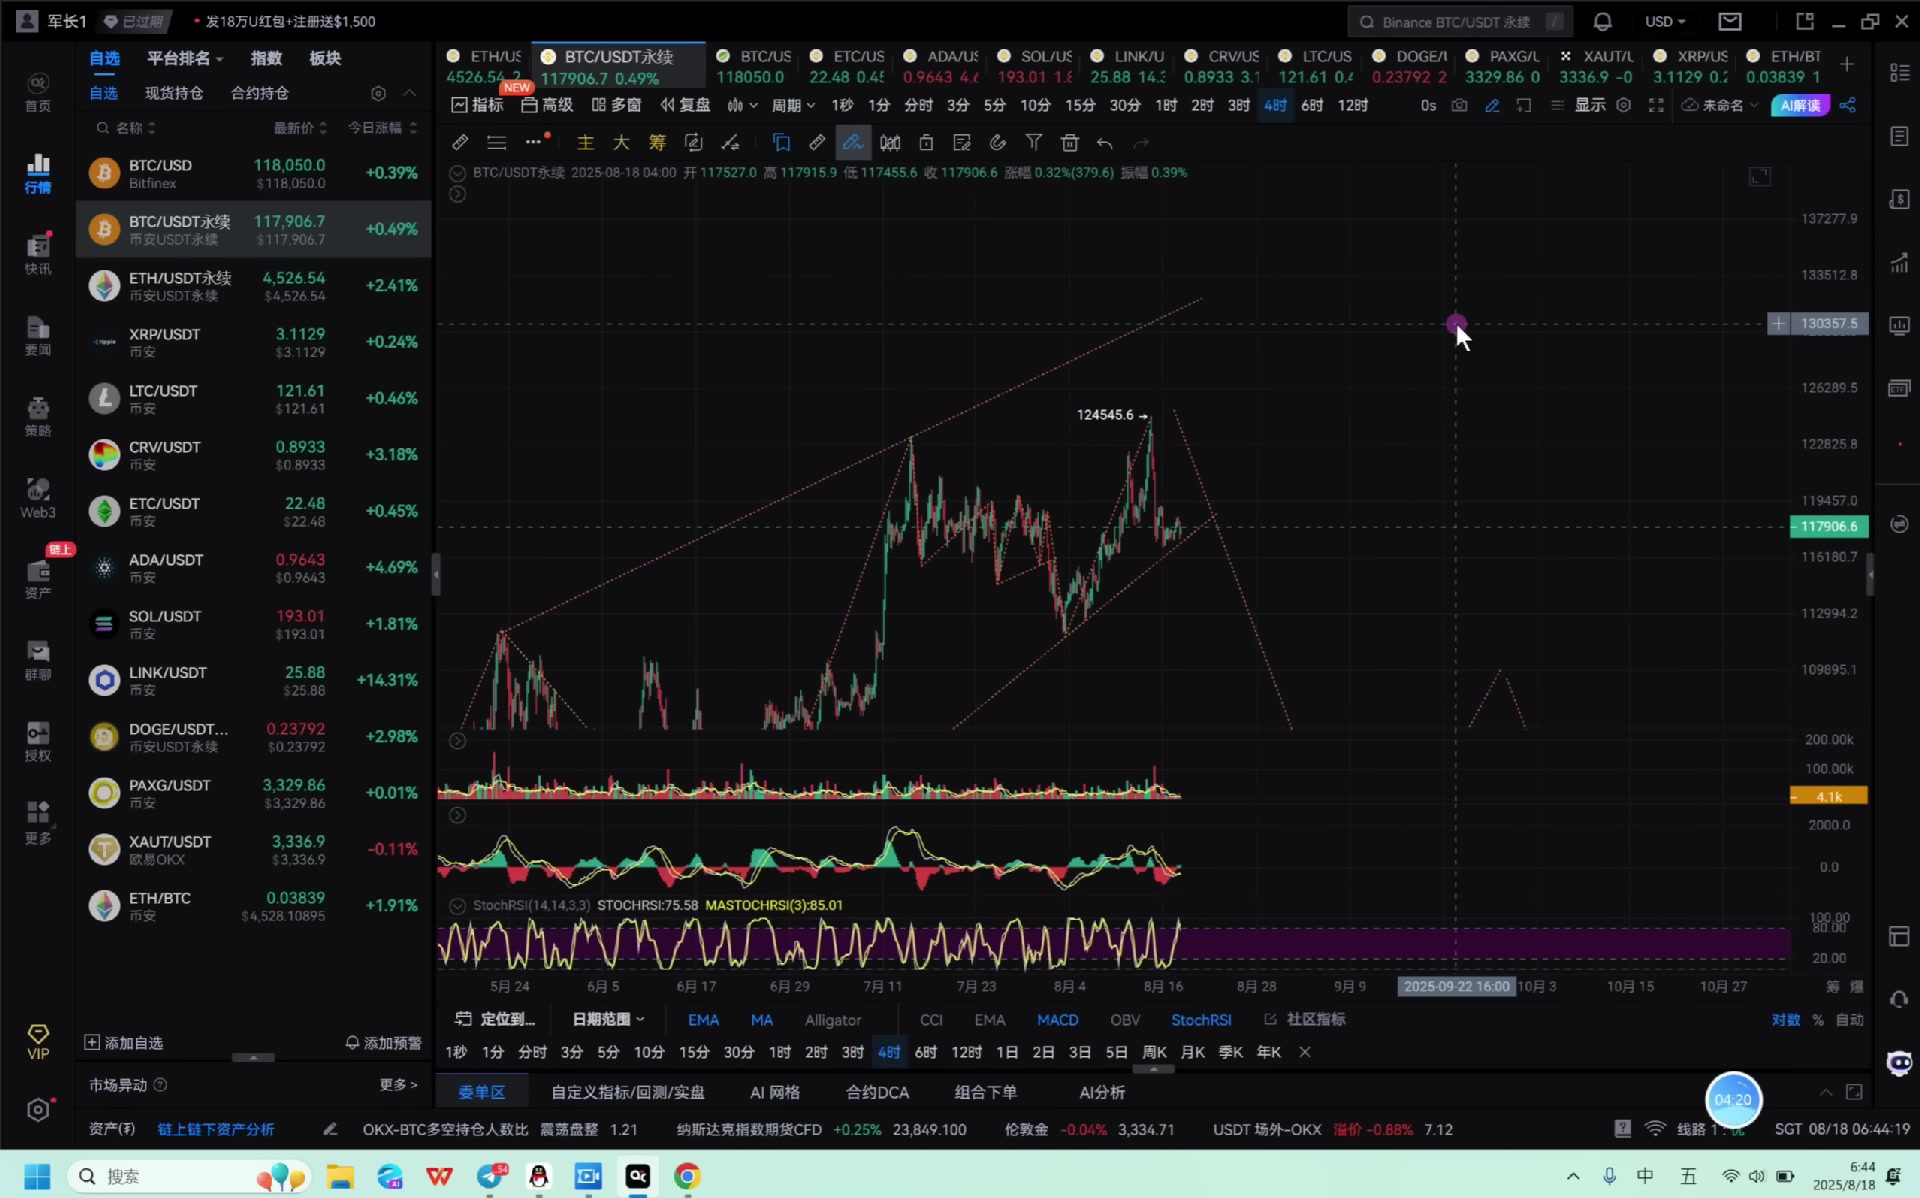 军长1 已过期 • 发18万U红包+注册送$1,500
Binance BTC/USDT 永续 /
USD
首页
行情
快讯
要闻
策略
Web3
链上
资产
群聊
授权
更多
VIP
自选 平台排名 指数 板块
自选 现货持仓 合约持仓
名称 最新价 今日涨幅
BTC/USD 118,050.0 +0.39%
Bitfinex $118,050.0
BTC/USDT永续 117,906.7 +0.49%
币安USDT永续 $117,906.7
ETH/USDT永续 4,526.54 +2.41%
币安USDT永续 $4,526.54
XRP/USDT 3.1129 +0.24%
币安 $3.1129
LTC/USDT 121.61 +0.46%
币安 $121.61
CRV/USDT 0.8933 +3.18%
币安 $0.8933
ETC/USDT 22.48 +0.45%
币安 $22.48
ADA/USDT 0.9643 +4.69%
币安 $0.9643
SOL/USDT 193.01 +1.81%
币安 $193.01
LINK/USDT 25.88 +14.31%
币安 $25.88
DOGE/USDT... 0.23792 +2.98%
币安USDT永续 $0.23792
PAXG/USDT 3,329.86 +0.01%
币安 $3,329.86
XAUT/USDT 3,336.9 -0.11%
欧易OKX $3,336.9
ETH/BTC 0.03839 +1.91%
币安 $4,528.10895
添加自选 添加预警
市场异动 更多 >
ETH/US BTC/USDT永续 BTC/US ETC/US ADA/US SOL/US LINK/U CRV/US LTC/US DOGE/I PAXG/L XAUT/L XRP/US ETH/BT
4526.54 2 117906.7 0.49% 118050.0 22.48 0.45 0.9643 4.6 193.01 1.8 25.88 14.3 0.8933 3.1 121.61 0.4 0.23792 2 3329.86 0 3336.9 -0 3.1129 0.2 0.03839 1
NEW
指标 高级 多窗 复盘 周期 1秒 1分 分时 3分 5分 10分 15分 30分 1时 2时 3时 4时 6时 12时 0s 显示 未命名 AI解读
主 大 筹
BTC/USDT永续 2025-08-18 04:00 开 117527.0 高 117915.9 低 117455.6 收 117906.6 涨幅 0.32%(379.6) 振幅 0.39%
137277.9
133512.8
130357.5
126289.5
124545.6
122825.8
119457.0
117906.6
116180.7
112994.2
109895.1
200.00k
100.00k
4.1k
2000.0
0.0
StochRSI(14,14,3,3) STOCHRSI:75.58 MASTOCHRSI(3):85.01
100.00
80.00
20.00
5月 24 6月 5 6月 17 6月 29 7月 11 7月 23 8月 4 8月 16 8月 28 9月 9 2025-09-22 16:00 10月 3 10月 15 10月 27 筹 爆
定位到... 日期范围 EMA MA Alligator CCI EMA MACD OBV StochRSI 社区指标 对数 % 自动
1秒 1分 分时 3分 5分 10分 15分 30分 1时 2时 3时 4时 6时 12时 1日 2日 3日 5日 周K 月K 季K 年K
委单区 自定义指标/回测/实盘 AI 网格 合约DCA 组合下单 AI分析
04:20
资产(₮) 链上链下资产分析 OKX-BTC多空持仓人数比 震荡盘整 1.21 纳斯达克指数期货CFD +0.25% 23,849.100 伦敦金 -0.04% 3,334.71 USDT 场外-OKX 溢价 -0.88% 7.12 线路 1 SGT 08/18 06:44:19
搜索 54 中 五 6:44
2025/8/18